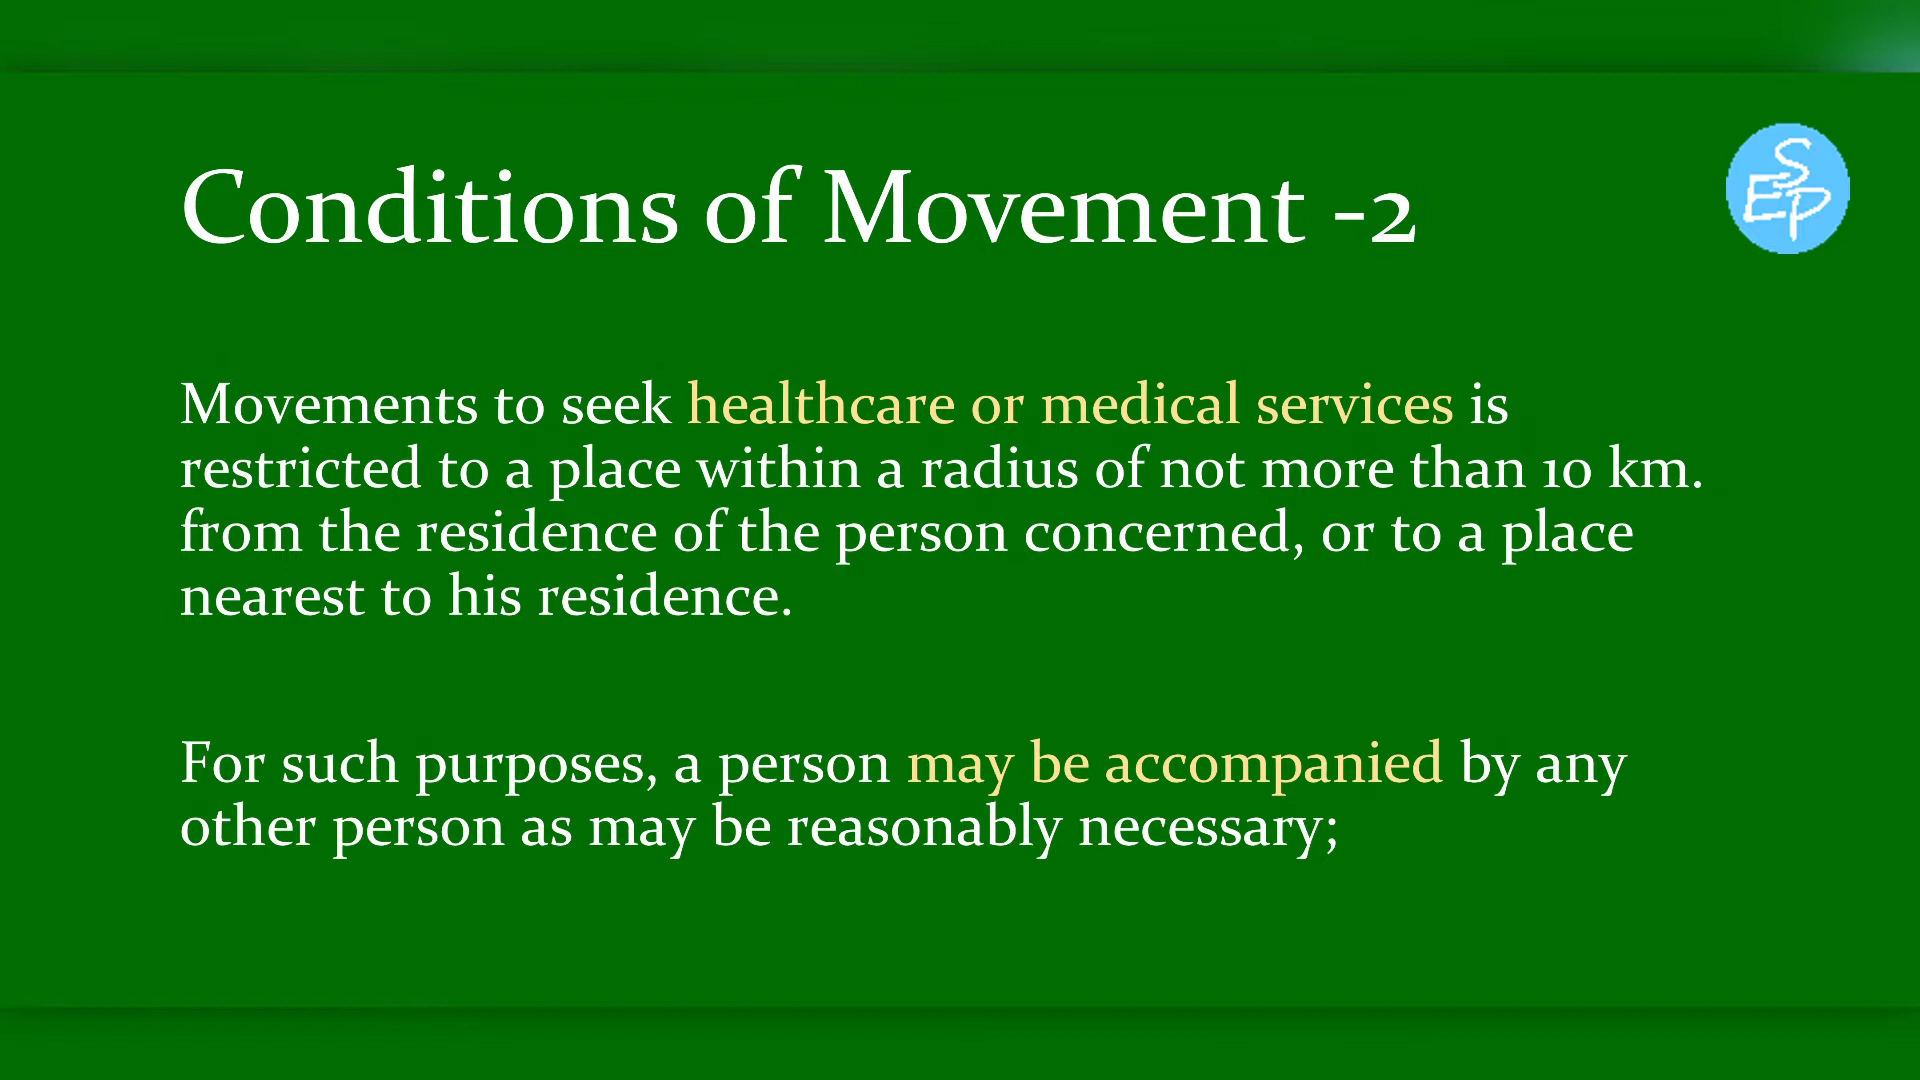 Conditions of Movement -2
SEP
Movements to seek healthcare or medical services is
restricted to a place within a radius of not more than 10 km.
from the residence of the person concerned, or to a place
nearest to his residence.
For such purposes, a person may be accompanied by any
other person as may be reasonably necessary;